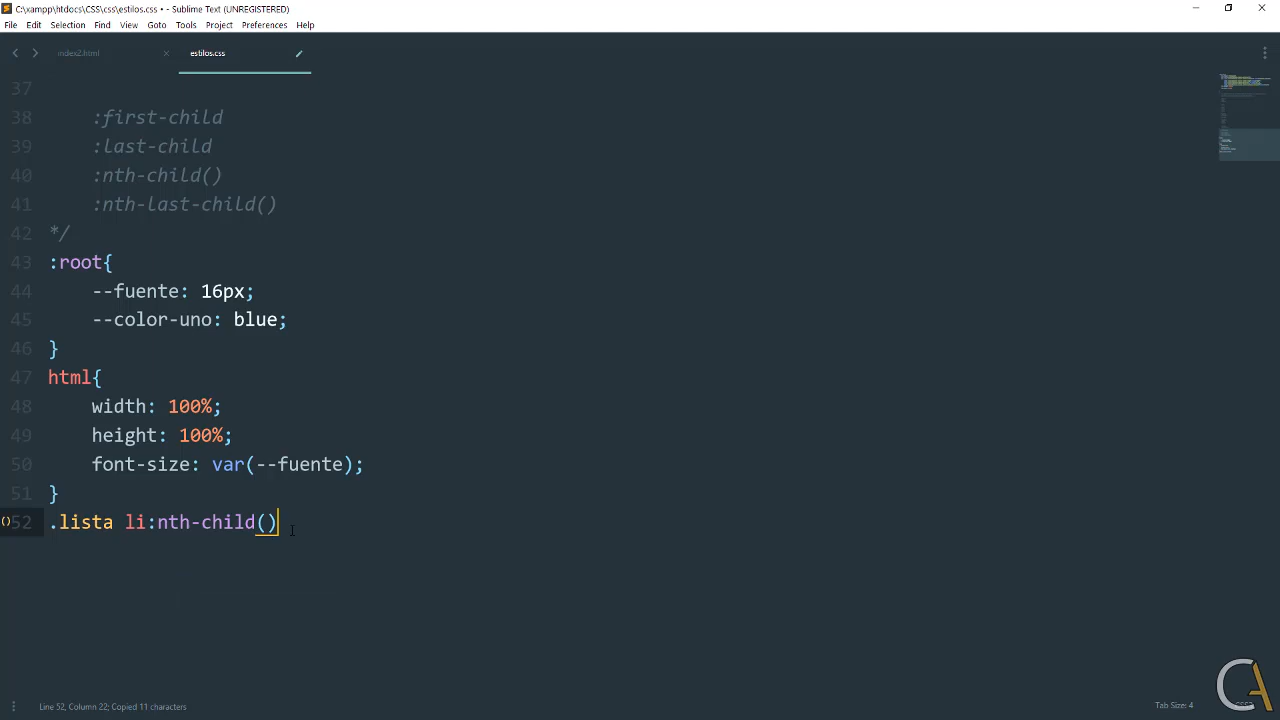 C:\xampp\htdocs\CSS\css\estilos.css • - Sublime Text (UNREGISTERED)
File Edit Selection Find View Goto Tools Project Preferences Help
index2.html estilos.css
37
38 :first-child
39 :last-child
40 :nth-child()
41 :nth-last-child()
42 */
43 :root{
44 --fuente: 16px;
45 --color-uno: blue;
46 }
47 html{
48 width: 100%;
49 height: 100%;
50 font-size: var(--fuente);
51 }
52 .lista li:nth-child()
Line 52, Column 22; Copied 11 characters
Tab Size: 4
CA